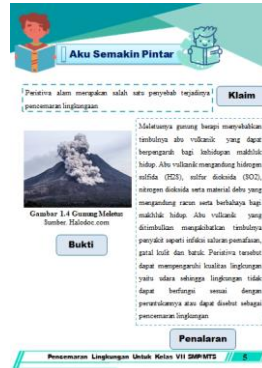 Aku Semakin Pintar
Peristiva alam merupakan salah satu penyebab terjadinya
pencemaran lingkungaan
Klaim
Meletusnya gunung berapi menyebabkan
timbulnya abu vulkanik yang dapat
berpengaruh bagi kehidupan makhluk
hidup. Abu vulkanik mengandung hidrogen
sulfida (H2S), sulfur dioksida (SO2),
nitrogen dioksida serta material debu yang
mengandung racun serta berbahaya bagi
makhluk hidup. Abu vulkanik yang
ditimbulkan mengakibatkan timbulnya
penyakit seperti infeksi saluran pernafasan,
gatal kulit dan batuk. Peristiwa tersebut
dapat mempengaruhi kualitas lingkungan
yaitu udara sehingga lingkungan tidak
dapat berfungsi sesuai dengan
peruntukannya atau dapat disebut sebagai
pencemaran lingkungan
Gambar 1.4 Gunung Meletus
Sumber. Halodoc.com
Bukti
Penalaran
Pencemaran Lingkungan Untuk Kelas VII SMP/MTS
5